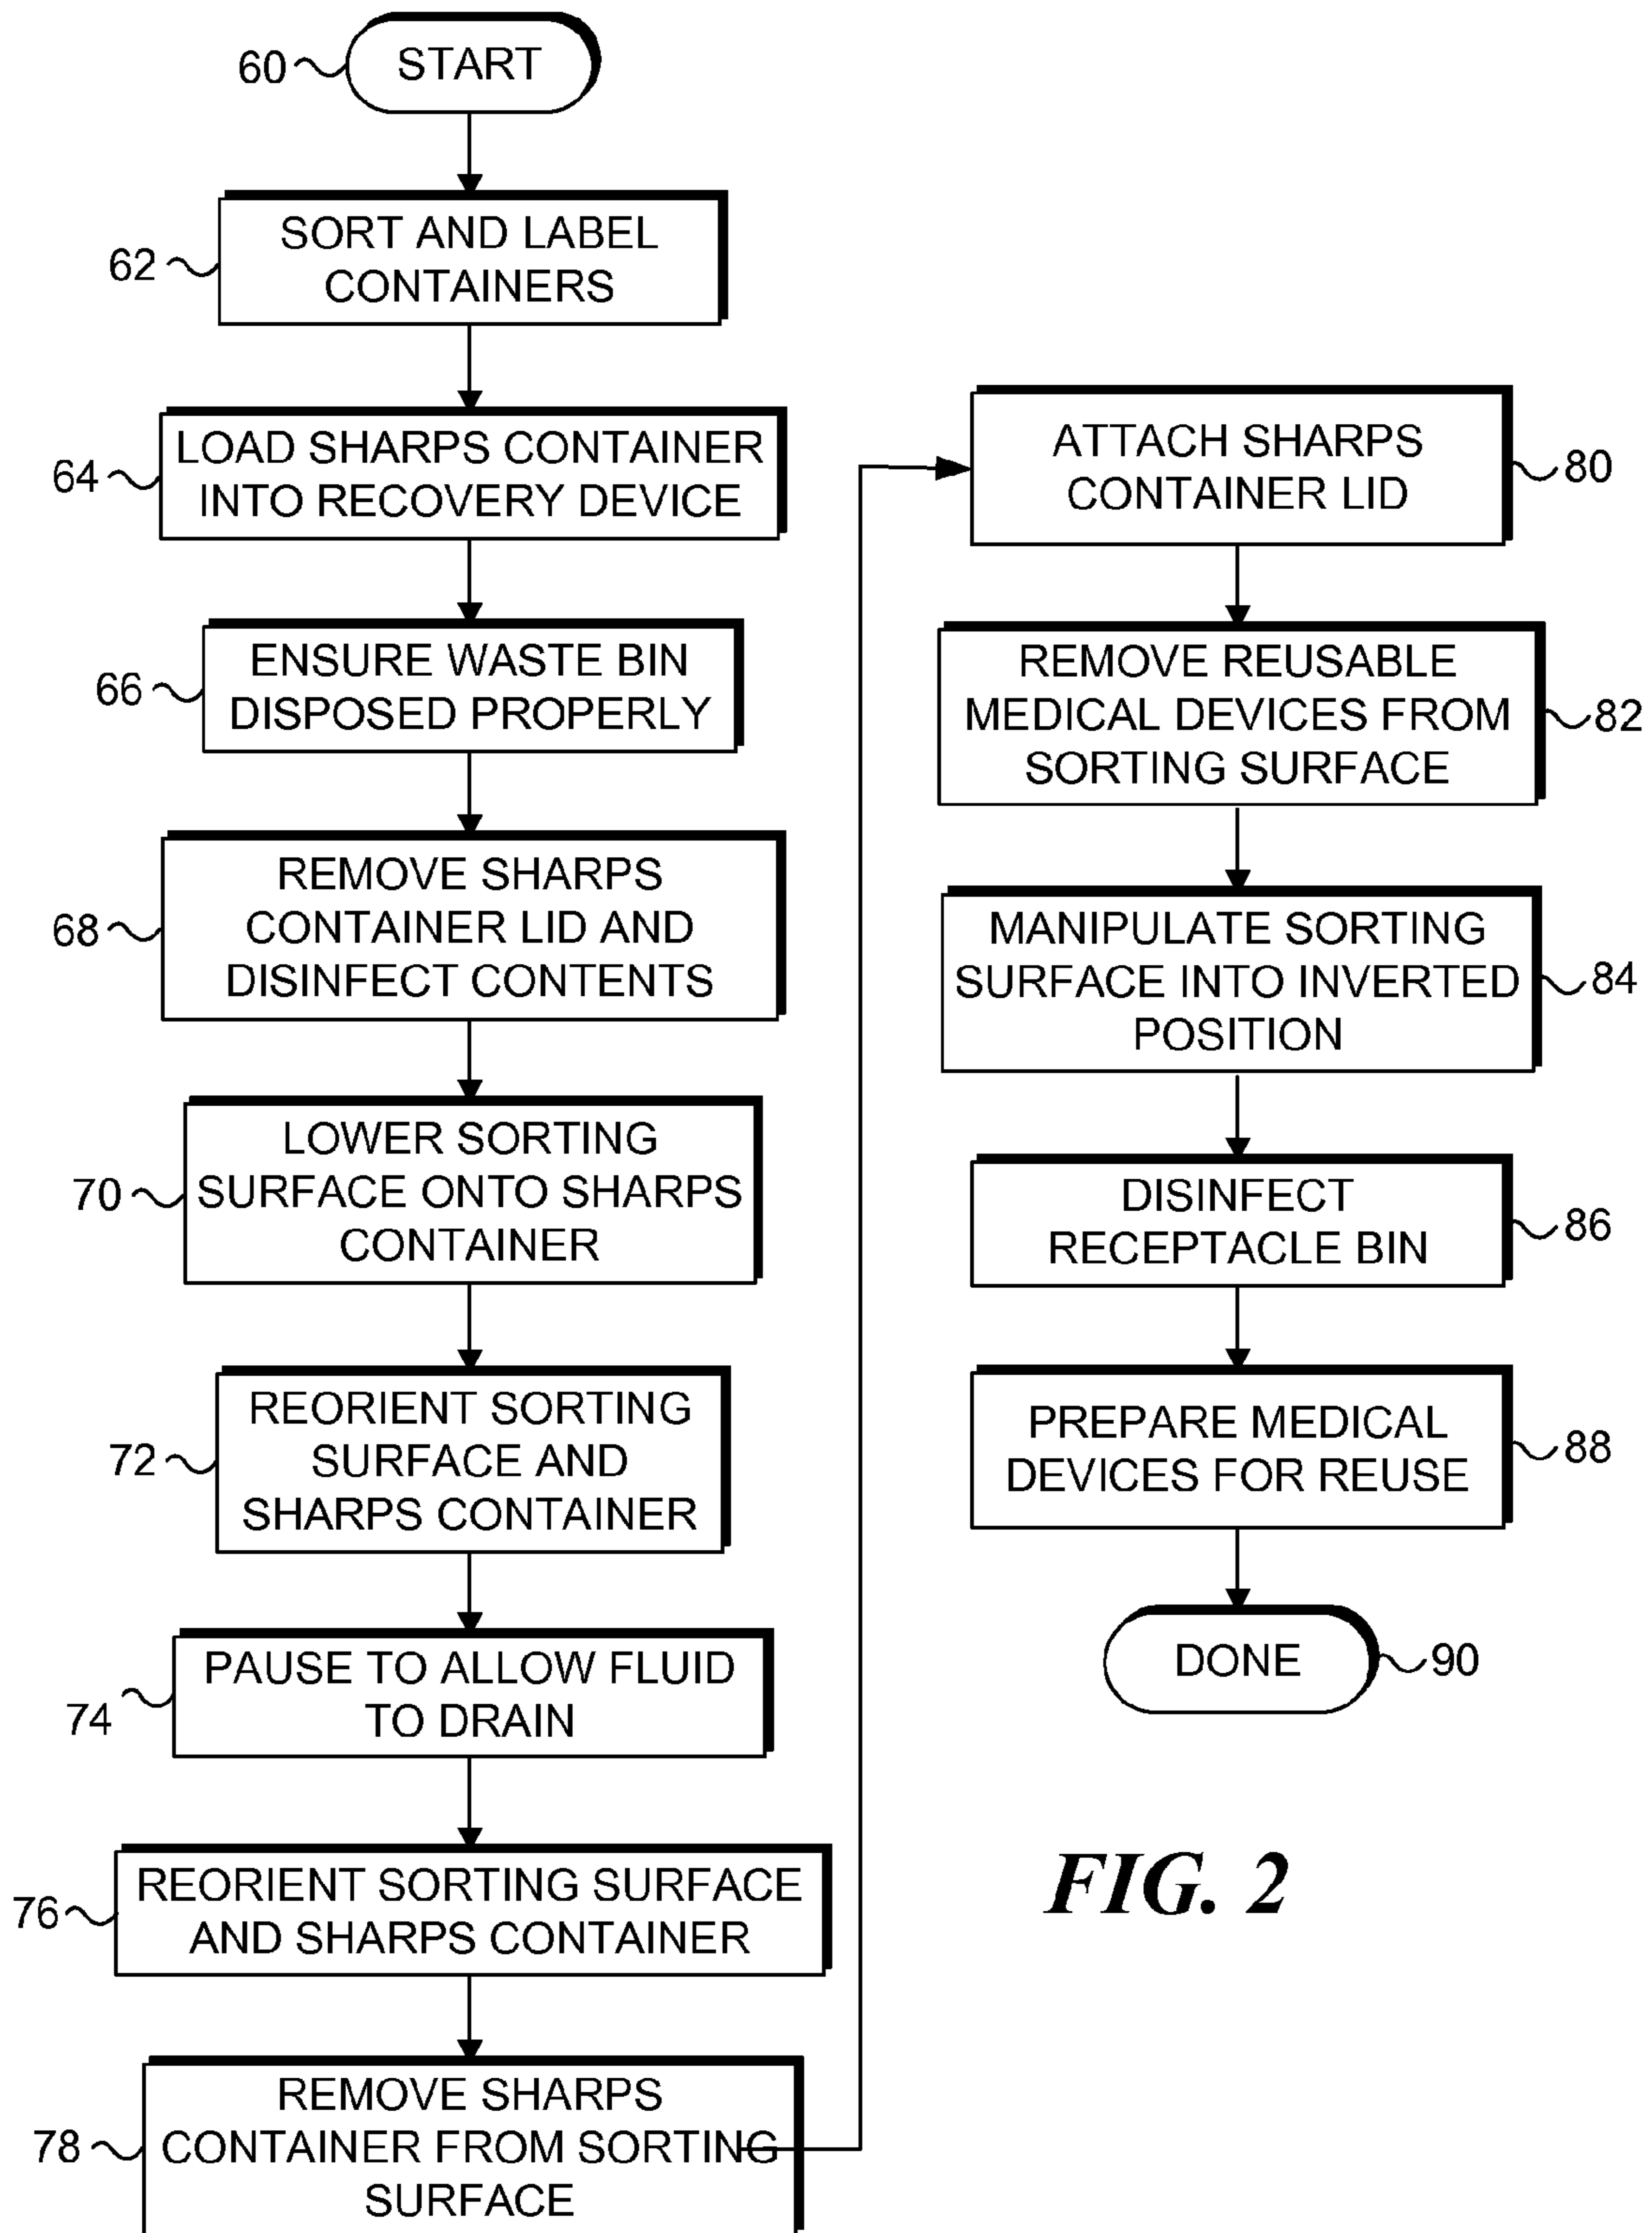 60
START
62
SORT AND LABEL
CONTAINERS
64
LOAD SHARPS CONTAINER
INTO RECOVERY DEVICE
66
ENSURE WASTE BIN
DISPOSED PROPERLY
68
REMOVE SHARPS
CONTAINER LID AND
DISINFECT CONTENTS
70
LOWER SORTING
SURFACE ONTO SHARPS
CONTAINER
72
REORIENT SORTING
SURFACE AND
SHARPS CONTAINER
74
PAUSE TO ALLOW FLUID
TO DRAIN
76
REORIENT SORTING SURFACE
AND SHARPS CONTAINER
78
REMOVE SHARPS
CONTAINER FROM SORTING
SURFACE
ATTACH SHARPS
CONTAINER LID
80
REMOVE REUSABLE
MEDICAL DEVICES FROM
SORTING SURFACE
82
MANIPULATE SORTING
SURFACE INTO INVERTED
POSITION
84
DISINFECT
RECEPTACLE BIN
86
PREPARE MEDICAL
DEVICES FOR REUSE
88
DONE
90
FIG. 2